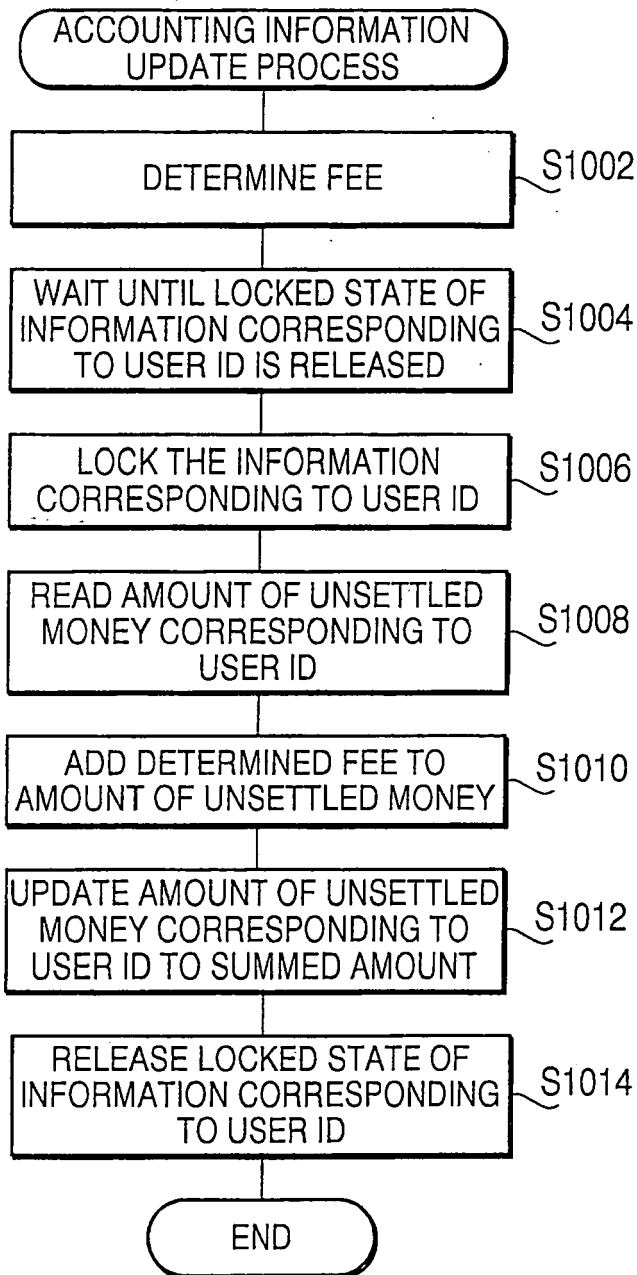 ACCOUNTING INFORMATION
UPDATE PROCESS
DETERMINE FEE
S1002
WAIT UNTIL LOCKED STATE OF
INFORMATION CORRESPONDING
TO USER ID IS RELEASED
S1004
LOCK THE INFORMATION
CORRESPONDING TO USER ID
S1006
READ AMOUNT OF UNSETTLED
MONEY CORRESPONDING TO
USER ID
S1008
ADD DETERMINED FEE TO
AMOUNT OF UNSETTLED MONEY
S1010
UPDATE AMOUNT OF UNSETTLED
MONEY CORRESPONDING TO
USER ID TO SUMMED AMOUNT
S1012
RELEASE LOCKED STATE OF
INFORMATION CORRESPONDING
TO USER ID
S1014
END